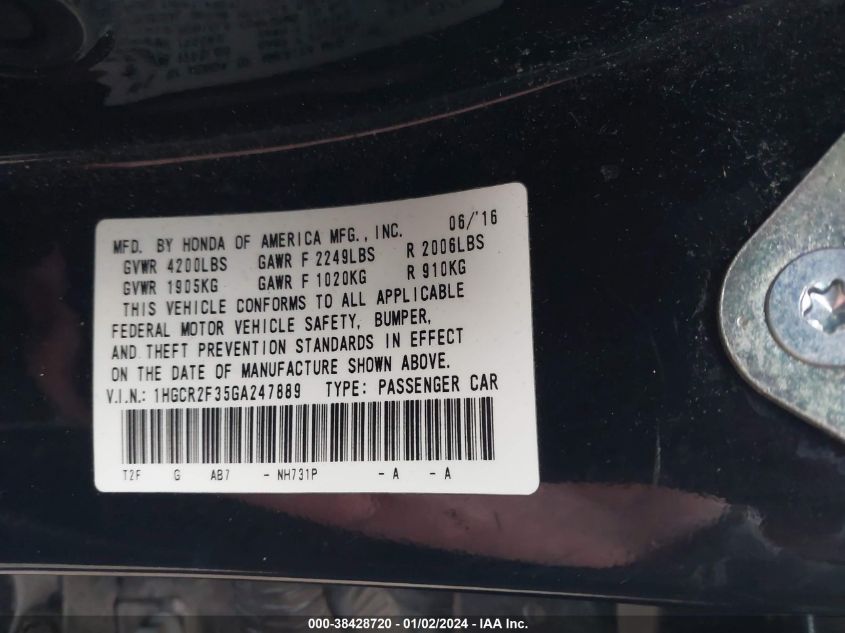 MFD. BY HONDA OF AMERICA MFG., INC. 06/'16
GVWR 4200LBS GAWR F 2249LBS R 2006LBS
GVWR 1905KG GAWR F 1020KG R 910KG
THIS VEHICLE CONFORMS TO ALL APPLICABLE
FEDERAL MOTOR VEHICLE SAFETY, BUMPER,
AND THEFT PREVENTION STANDARDS IN EFFECT
ON THE DATE OF MANUFACTURE SHOWN ABOVE.
V.I.N.: 1HGCR2F35GA247889 TYPE: PASSENGER CAR
T2F G AB7 - NH731P - A - A
000-38428720 — 01/02/2024 — IAA Inc.